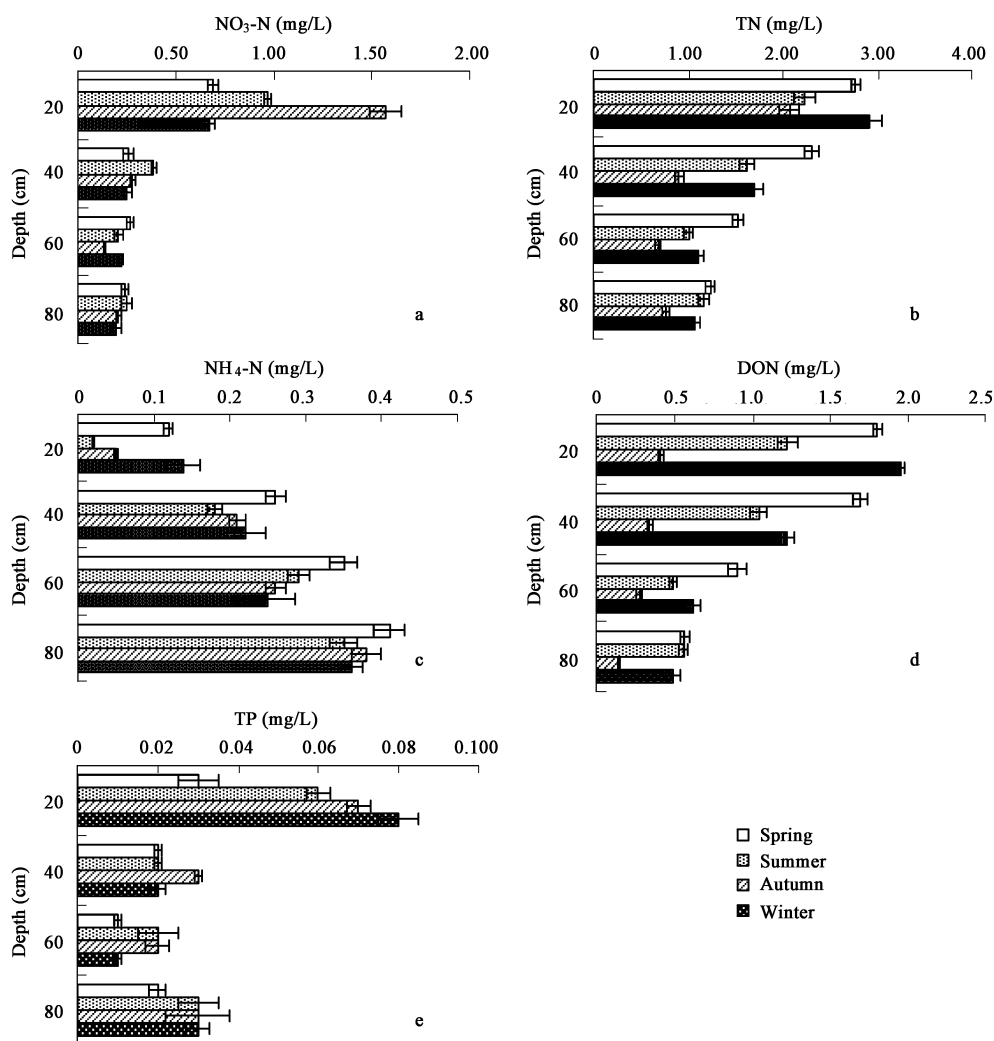 NO₃-N (mg/L)
0 0.50 1.00 1.50 2.00
Depth (cm)
20
40
60
80
a
TN (mg/L)
0 1.00 2.00 3.00 4.00
Depth (cm)
20
40
60
80
b
NH₄-N (mg/L)
0 0.1 0.2 0.3 0.4 0.5
Depth (cm)
20
40
60
80
c
DON (mg/L)
0 0.5 1.0 1.5 2.0 2.5
Depth (cm)
20
40
60
80
d
TP (mg/L)
0 0.02 0.04 0.06 0.08 0.100
Depth (cm)
20
40
60
80
e
Spring
Summer
Autumn
Winter